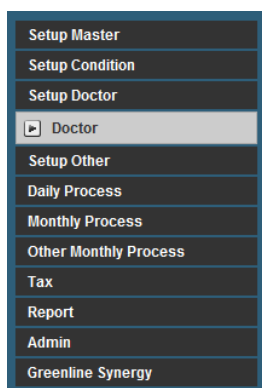 Setup Master
Setup Condition
Setup Doctor
Doctor
Setup Other
Daily Process
Monthly Process
Other Monthly Process
Tax
Report
Admin
Greenline Synergy